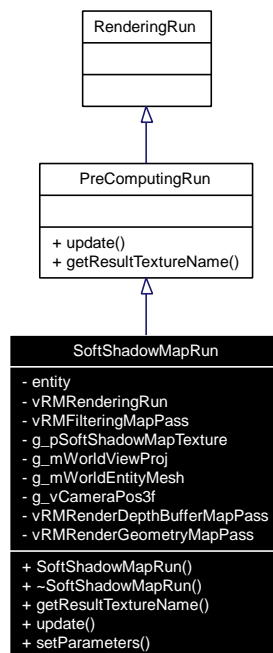 RenderingRun
PreComputingRun
+ update()
+ getResultTextureName()
SoftShadowMapRun
- entity
- vRMRenderingRun
- vRMFilteringMapPass
- g_pSoftShadowMapTexture
- g_mWorldViewProj
- g_mWorldEntityMesh
- g_vCameraPos3f
- vRMRenderDepthBufferMapPass
- vRMRenderGeometryMapPass
+ SoftShadowMapRun()
+ ~SoftShadowMapRun()
+ getResultTextureName()
+ update()
+ setParameters()